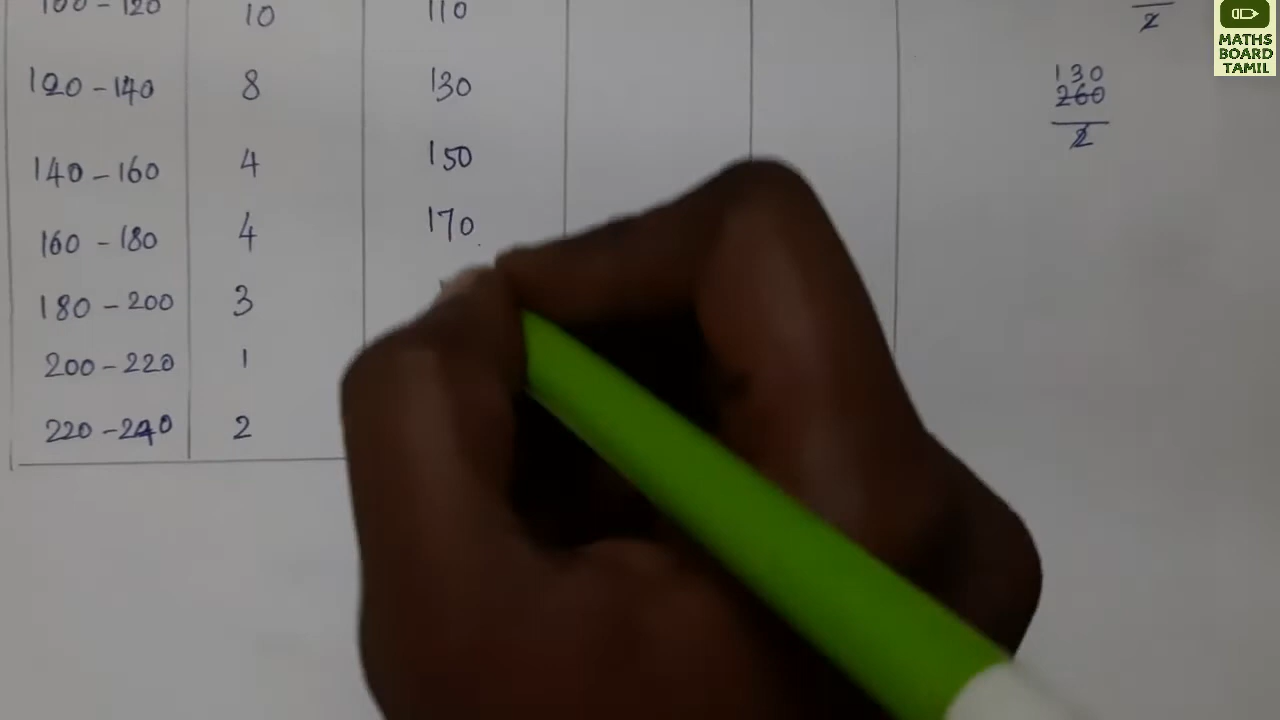 100 - 120 10 110
2
120 - 140 8 130
130
260
2
140 - 160 4 150
160 - 180 4 170
180 - 200 3
200 - 220 1
220 - 240 2
MATHS
BOARD
TAMIL